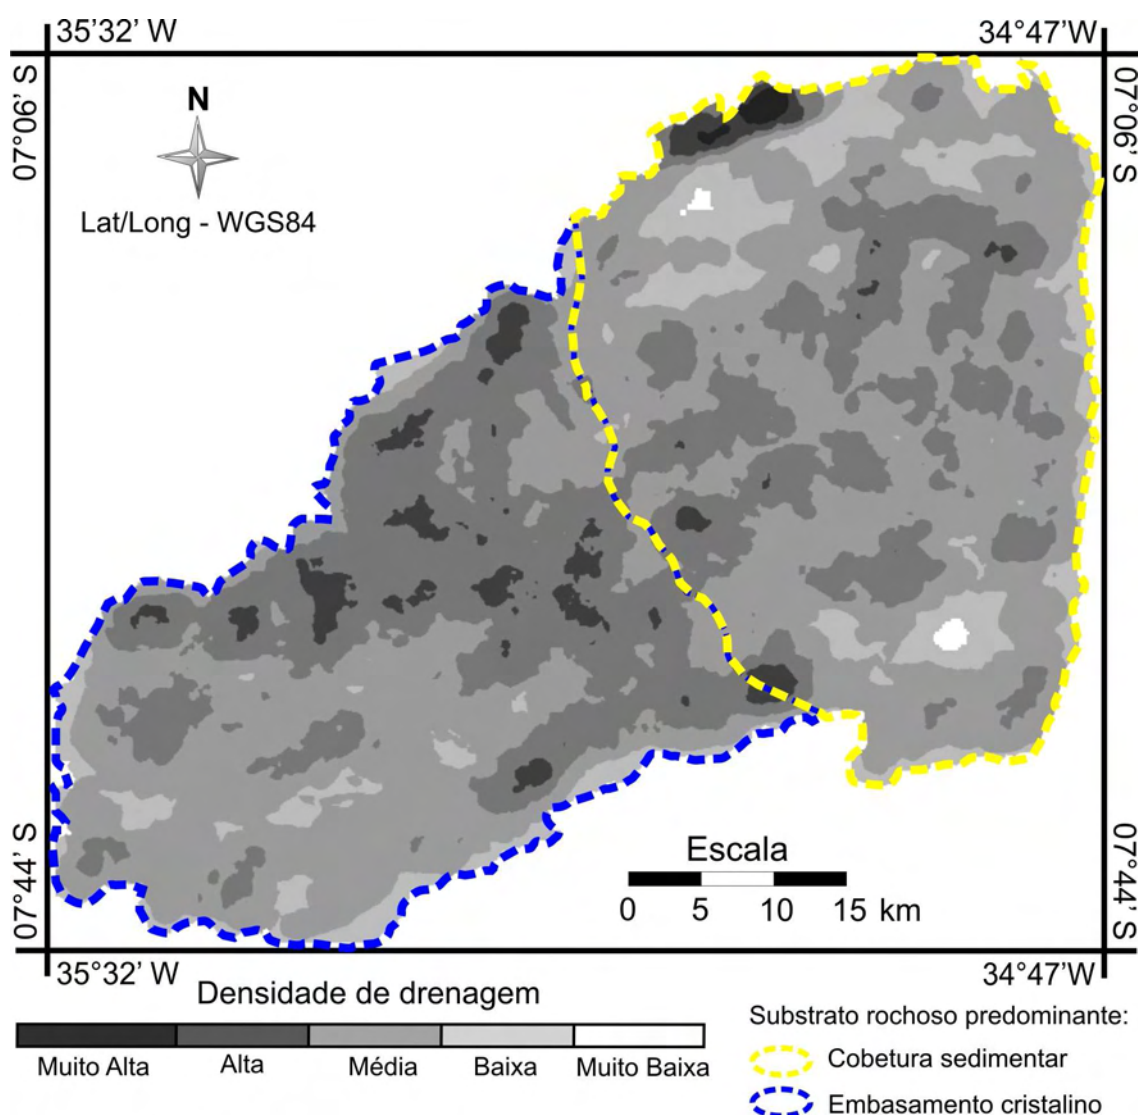 35’32’ W
34°47’W
07°06’ S
07°06’ S
N
Lat/Long - WGS84
Escala
0 5 10 15 km
07°44’ S
07°44’ S
35°32’ W
34°47’W
Densidade de drenagem
Muito Alta Alta Média Baixa Muito Baixa
Substrato rochoso predominante:
Cobetura sedimentar
Embasamento cristalino